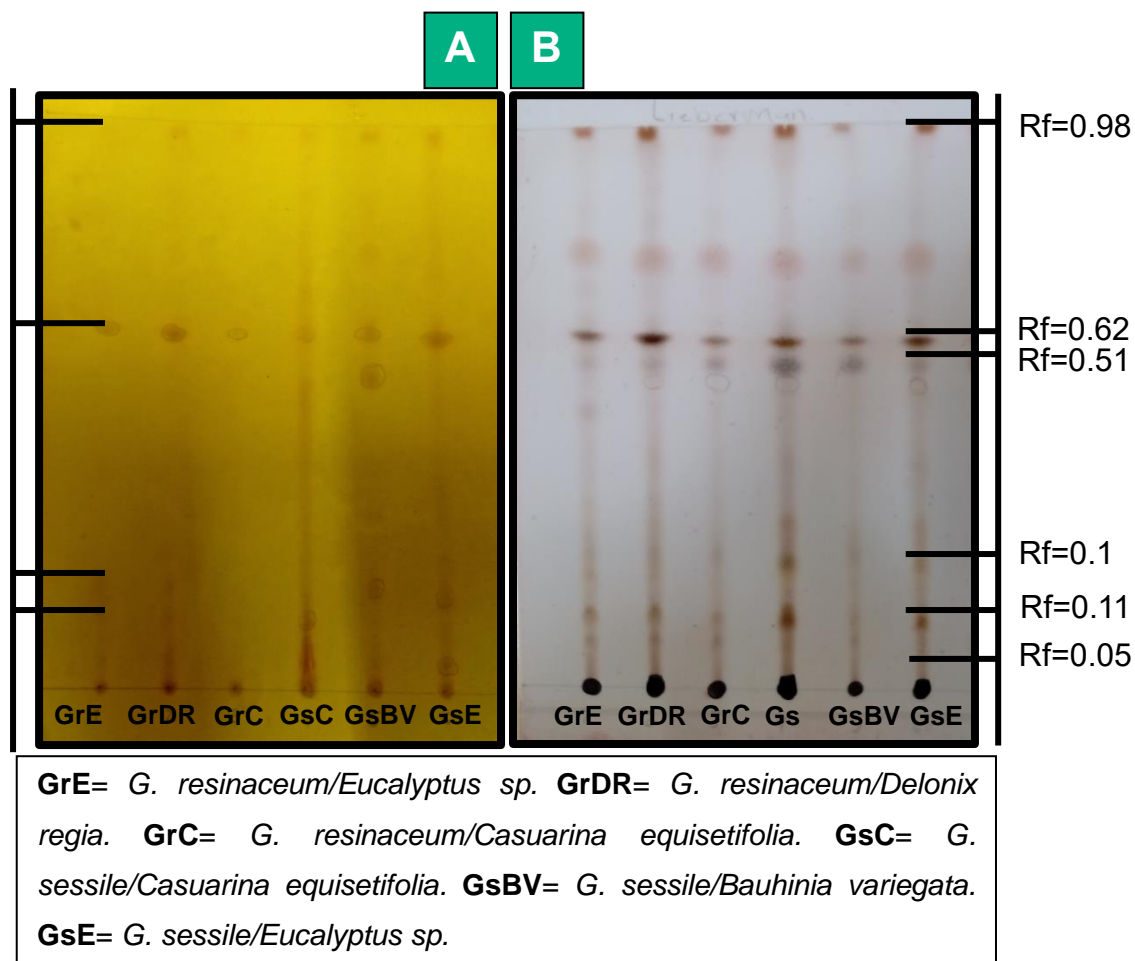 A B
Lieberman.
Rf=0.98
Rf=0.62
Rf=0.51
Rf=0.1
Rf=0.11
Rf=0.05
GrE GrDR GrC GsC GsBV GsE
GrE GrDR GrC Gs GsBV GsE
GrE= G. resinaceum/Eucalyptus sp. GrDR= G. resinaceum/Delonix
regia. GrC= G. resinaceum/Casuarina equisetifolia. GsC= G.
sessile/Casuarina equisetifolia. GsBV= G. sessile/Bauhinia variegata.
GsE= G. sessile/Eucalyptus sp.